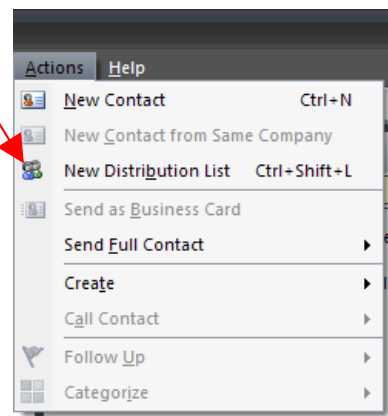 Actions Help
New Contact Ctrl+N
New Contact from Same Company
New Distribution List Ctrl+Shift+L
Send as Business Card
Send Full Contact
Create
Call Contact
Follow Up
Categorize